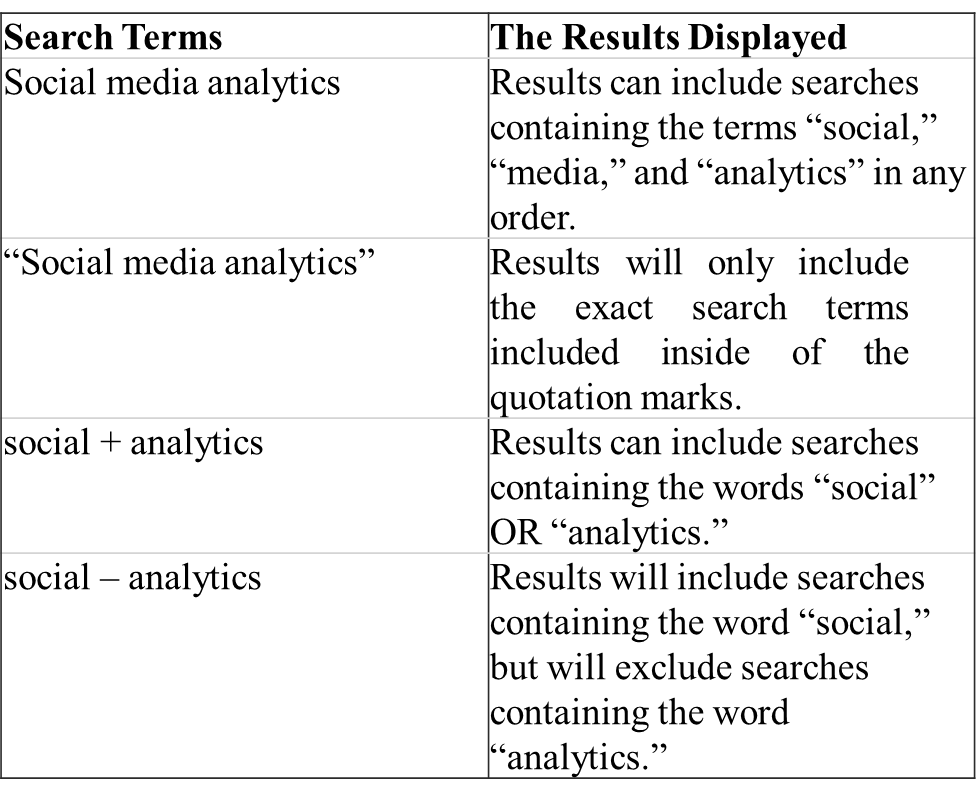 Search Terms
The Results Displayed
Social media analytics
Results can include searches
containing the terms “social,”
“media,” and “analytics” in any
order.
“Social media analytics”
Results will only include
the exact search terms
included inside of the
quotation marks.
social + analytics
Results can include searches
containing the words “social”
OR “analytics.”
social – analytics
Results will include searches
containing the word “social,”
but will exclude searches
containing the word
“analytics.”